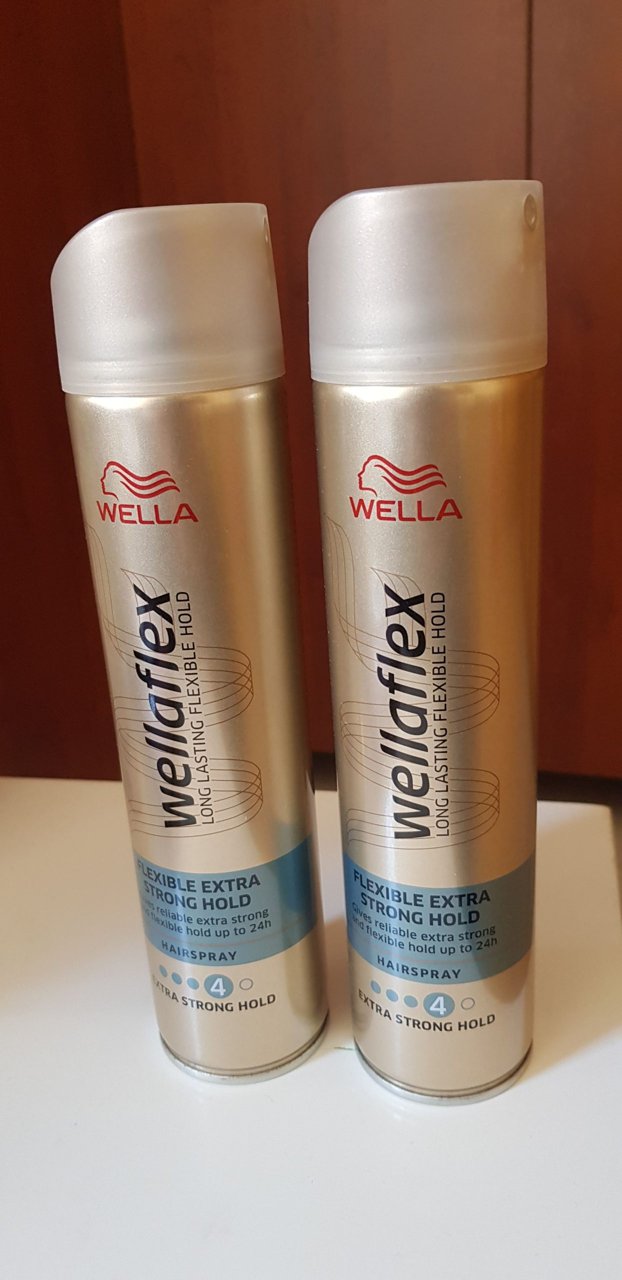 WELLA
wellaflex
LONG LASTING FLEXIBLE HOLD
FLEXIBLE EXTRA
STRONG HOLD
Gives reliable extra strong
and flexible hold up to 24h
HAIRSPRAY
4
EXTRA STRONG HOLD
WELLA
wellaflex
LONG LASTING FLEXIBLE HOLD
FLEXIBLE EXTRA
STRONG HOLD
Gives reliable extra strong
and flexible hold up to 24h
HAIRSPRAY
4
EXTRA STRONG HOLD